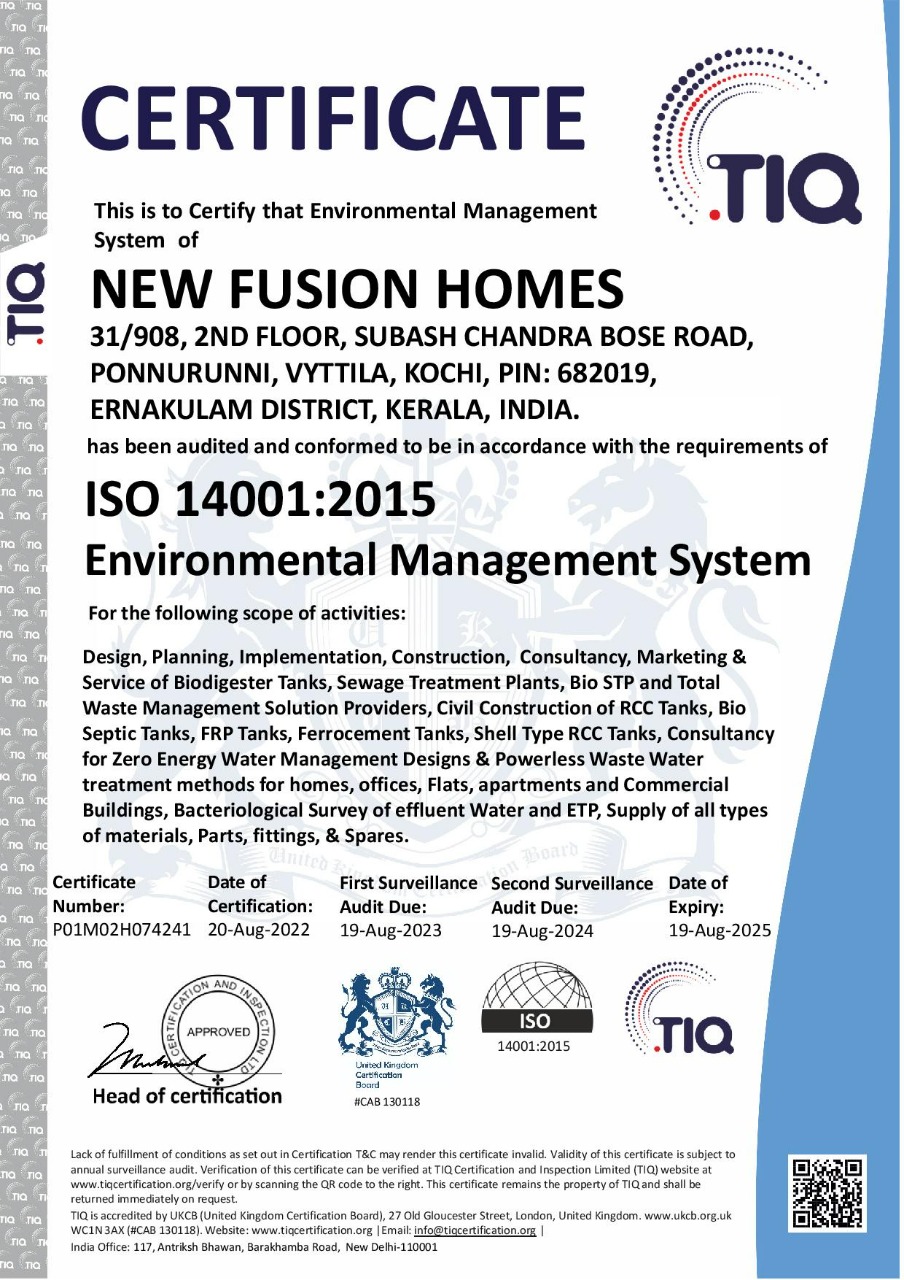 CERTIFICATE
.TIQ
This is to Certify that Environmental Management
System of
.TIQ
NEW FUSION HOMES
31/908, 2ND FLOOR, SUBASH CHANDRA BOSE ROAD,
PONNURUNNI, VYTTILA, KOCHI, PIN: 682019,
ERNAKULAM DISTRICT, KERALA, INDIA.
has been audited and conformed to be in accordance with the requirements of
ISO 14001:2015
Environmental Management System
For the following scope of activities:
Design, Planning, Implementation, Construction, Consultancy, Marketing &
Service of Biodigester Tanks, Sewage Treatment Plants, Bio STP and Total
Waste Management Solution Providers, Civil Construction of RCC Tanks, Bio
Septic Tanks, FRP Tanks, Ferrocement Tanks, Shell Type RCC Tanks, Consultancy
for Zero Energy Water Management Designs & Powerless Waste Water
treatment methods for homes, offices, Flats, apartments and Commercial
Buildings, Bacteriological Survey of effluent Water and ETP, Supply of all types
of materials, Parts, fittings, & Spares.
United Kingdom Certification Board
Certificate Date of First Surveillance Second Surveillance Date of
Number: Certification: Audit Due: Audit Due: Expiry:
P01M02H074241 20-Aug-2022 19-Aug-2023 19-Aug-2024 19-Aug-2025
TIQ CERTIFICATION AND INSPECTION LTD
APPROVED
Head of certification
United Kingdom
Certification
Board
#CAB 130118
ISO
14001:2015
.TIQ
Lack of fulfillment of conditions as set out in Certification T&C may render this certificate invalid. Validity of this certificate is subject to
annual surveillance audit. Verification of this certificate can be verified at TIQ Certification and Inspection Limited (TIQ) website at
www.tiqcertification.org/verify or by scanning the QR code to the right. This certificate remains the property of TIQ and shall be
returned immediately on request.
TIQ is accredited by UKCB (United Kingdom Certification Board), 27 Old Gloucester Street, London, United Kingdom. www.ukcb.org.uk
WC1N 3AX (#CAB 130118). Website: www.tiqcertification.org |Email: info@tiqcertification.org |
India Office: 117, Antriksh Bhawan, Barakhamba Road, New Delhi-110001